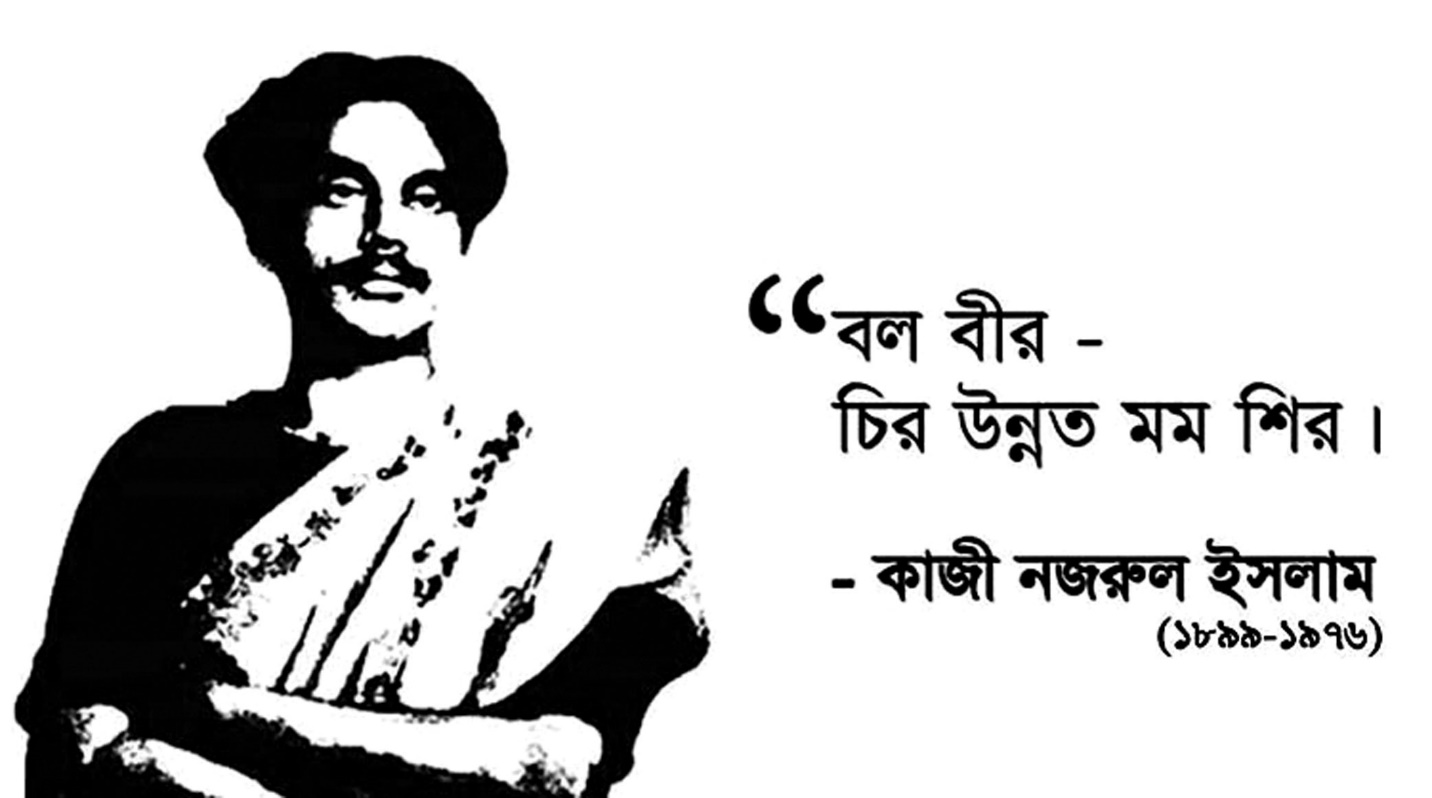 “বল বীর -
চির উন্নত মম শির।
- কাজী নজরুল ইসলাম
(১৮৯৯-১৯৭৬)